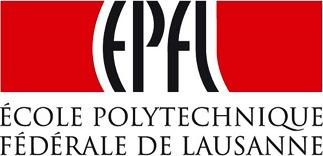 EPFL
ÉCOLE POLYTECHNIQUE
FÉDÉRALE DE LAUSANNE